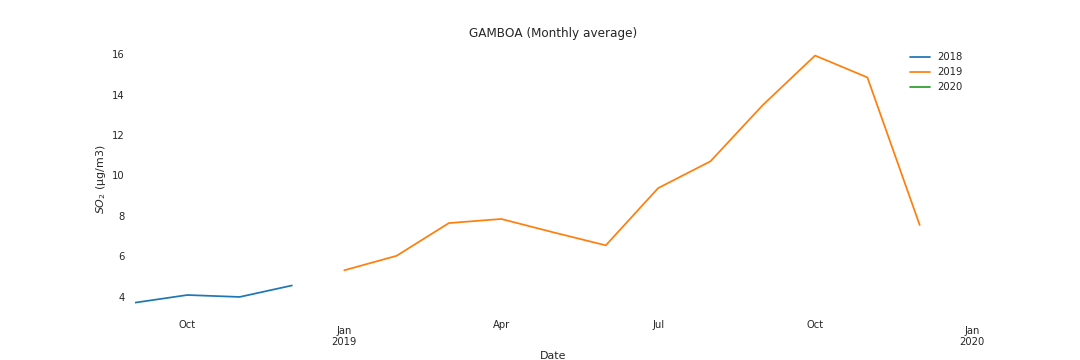 GAMBOA (Monthly average)
2018
2019
2020
16
14
12
10
8
6
4
SO₂ (μg/m3)
Oct
Jan
2019
Apr
Jul
Oct
Jan
2020
Date